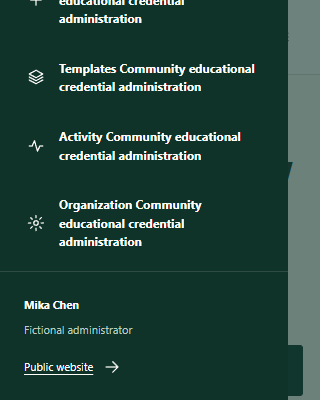 educational credential
administration
Templates Community educational
credential administration
Activity Community educational
credential administration
Organization Community
educational credential
administration
Mika Chen
Fictional administrator
Public website